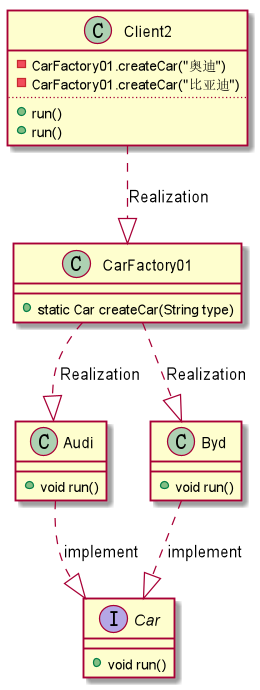 C Client2
CarFactory01.createCar("奥迪")
CarFactory01.createCar("比亚迪")
run()
run()
Realization
C CarFactory01
static Car createCar(String type)
Realization
Realization
C Audi
C Byd
void run()
void run()
implement
implement
I Car
void run()